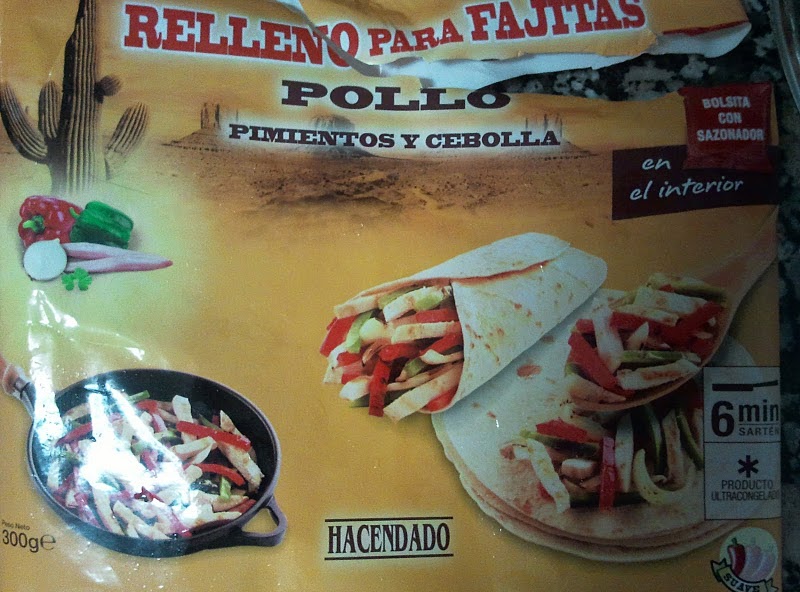 RELLENO PARA FAJITAS
POLLO
PIMIENTOS Y CEBOLLA
BOLSITA
CON
SAZONADOR
en
el interior
6 min
SARTÉN
*
PRODUCTO
ULTRACONGELADO
Peso Neto
300g e
HACENDADO
SUAVE